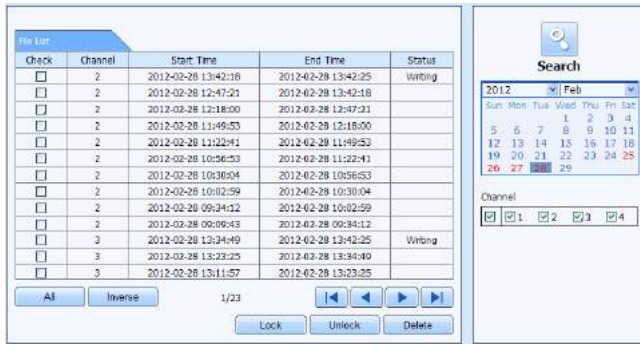 File List
Check Channel Start Time End Time Status
2 2012-02-28 13:42:18 2012-02-28 13:42:25 Writing
2 2012-02-28 12:47:21 2012-02-28 13:42:18
2 2012-02-28 12:18:00 2012-02-28 12:47:21
2 2012-02-28 11:49:53 2012-02-28 12:18:00
2 2012-02-28 11:22:41 2012-02-28 11:49:53
2 2012-02-28 10:56:53 2012-02-28 11:22:41
2 2012-02-28 10:30:04 2012-02-28 10:56:53
2 2012-02-28 10:02:59 2012-02-28 10:30:04
2 2012-02-28 09:34:12 2012-02-28 10:02:59
2 2012-02-28 09:09:43 2012-02-28 09:34:12
3 2012-02-28 13:34:49 2012-02-28 13:42:25 Writing
3 2012-02-28 13:23:25 2012-02-28 13:34:49
3 2012-02-28 13:11:57 2012-02-28 13:23:25
All Inverse 1/23
Lock Unlock Delete
Search
2012 Feb
Sun Mon Tue Wed Thu Fri Sat
1 2 3 4
5 6 7 8 9 10 11
12 13 14 15 16 17 18
19 20 21 22 23 24 25
26 27 28 29
Channel
1 2 3 4